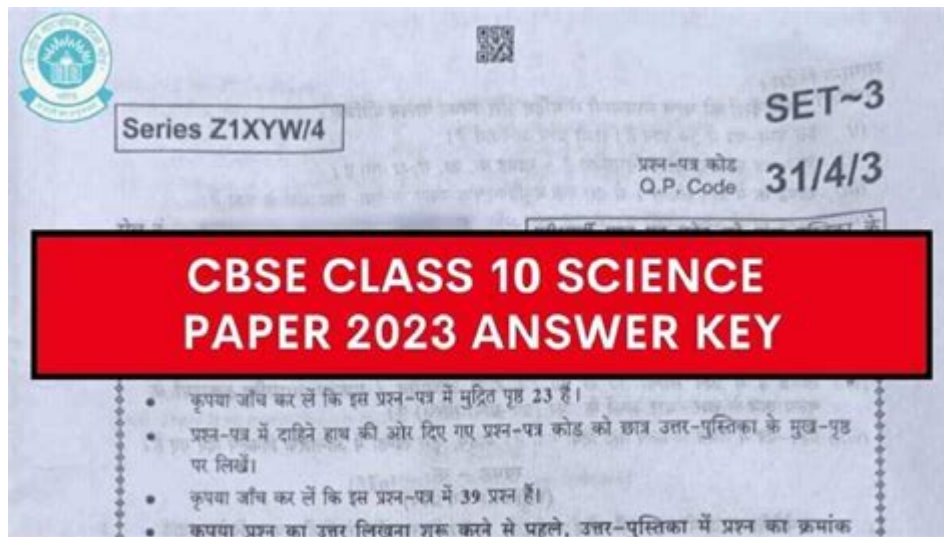 SET~3
Series Z1XYW/4
प्रश्न-पत्र कोड
Q.P. Code 31/4/3
CBSE CLASS 10 SCIENCE
PAPER 2023 ANSWER KEY
• कृपया जाँच कर लें कि इस प्रश्न-पत्र में मुद्रित पृष्ठ 23 हैं।
• प्रश्न-पत्र में दाहिने हाथ की ओर दिए गए प्रश्न-पत्र कोड को छात्र उत्तर-पुस्तिका के मुख-पृष्ठ
पर लिखें।
• कृपया जाँच कर लें कि इस प्रश्न-पत्र में 39 प्रश्न हैं।
• कृपया प्रश्न का उत्तर लिखना शुरू करने से पहले, उत्तर-पुस्तिका में प्रश्न का क्रमांक